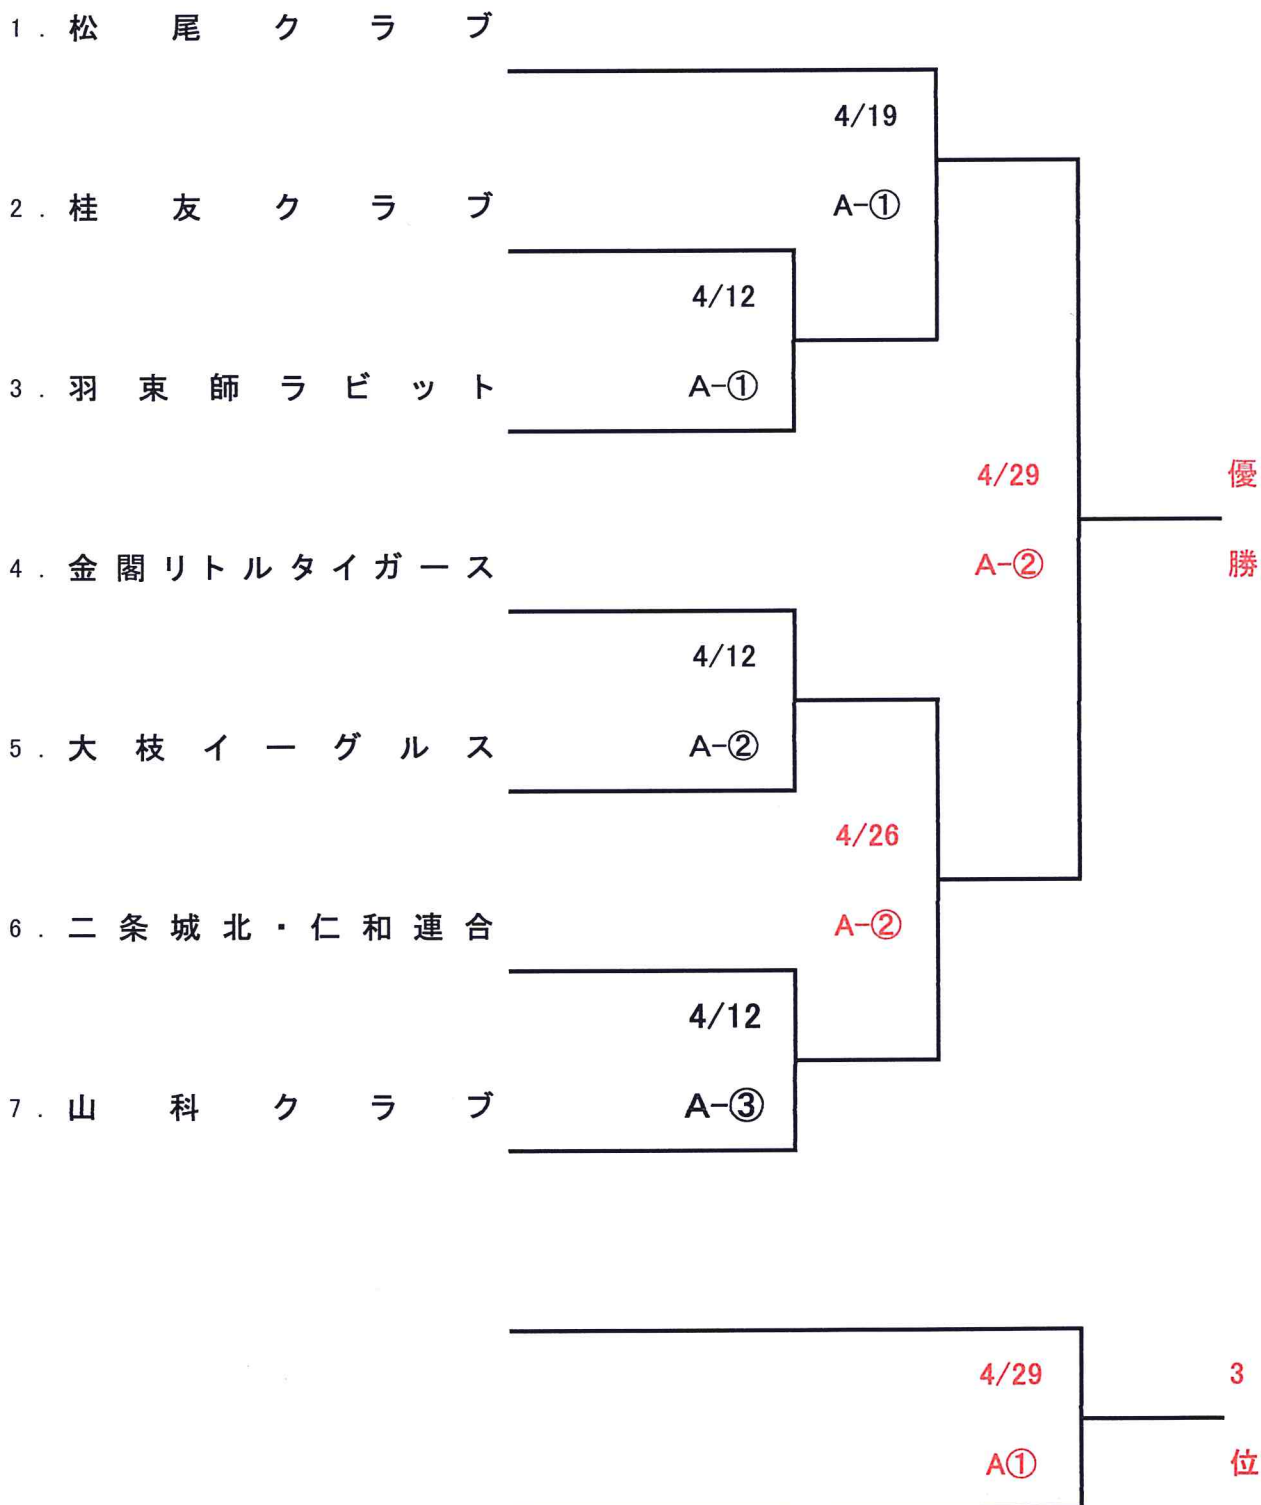 1．松尾クラブ
4/19
2．桂友クラブ
A-①
4/12
3．羽束師ラビット
A-①
4/29
優
4．金閣リトルタイガース
A-②
勝
4/12
5．大枝イーグルス
A-②
4/26
6．二条城北・仁和連合
A-②
4/12
7．山科クラブ
A-③
4/29
3
A①
位